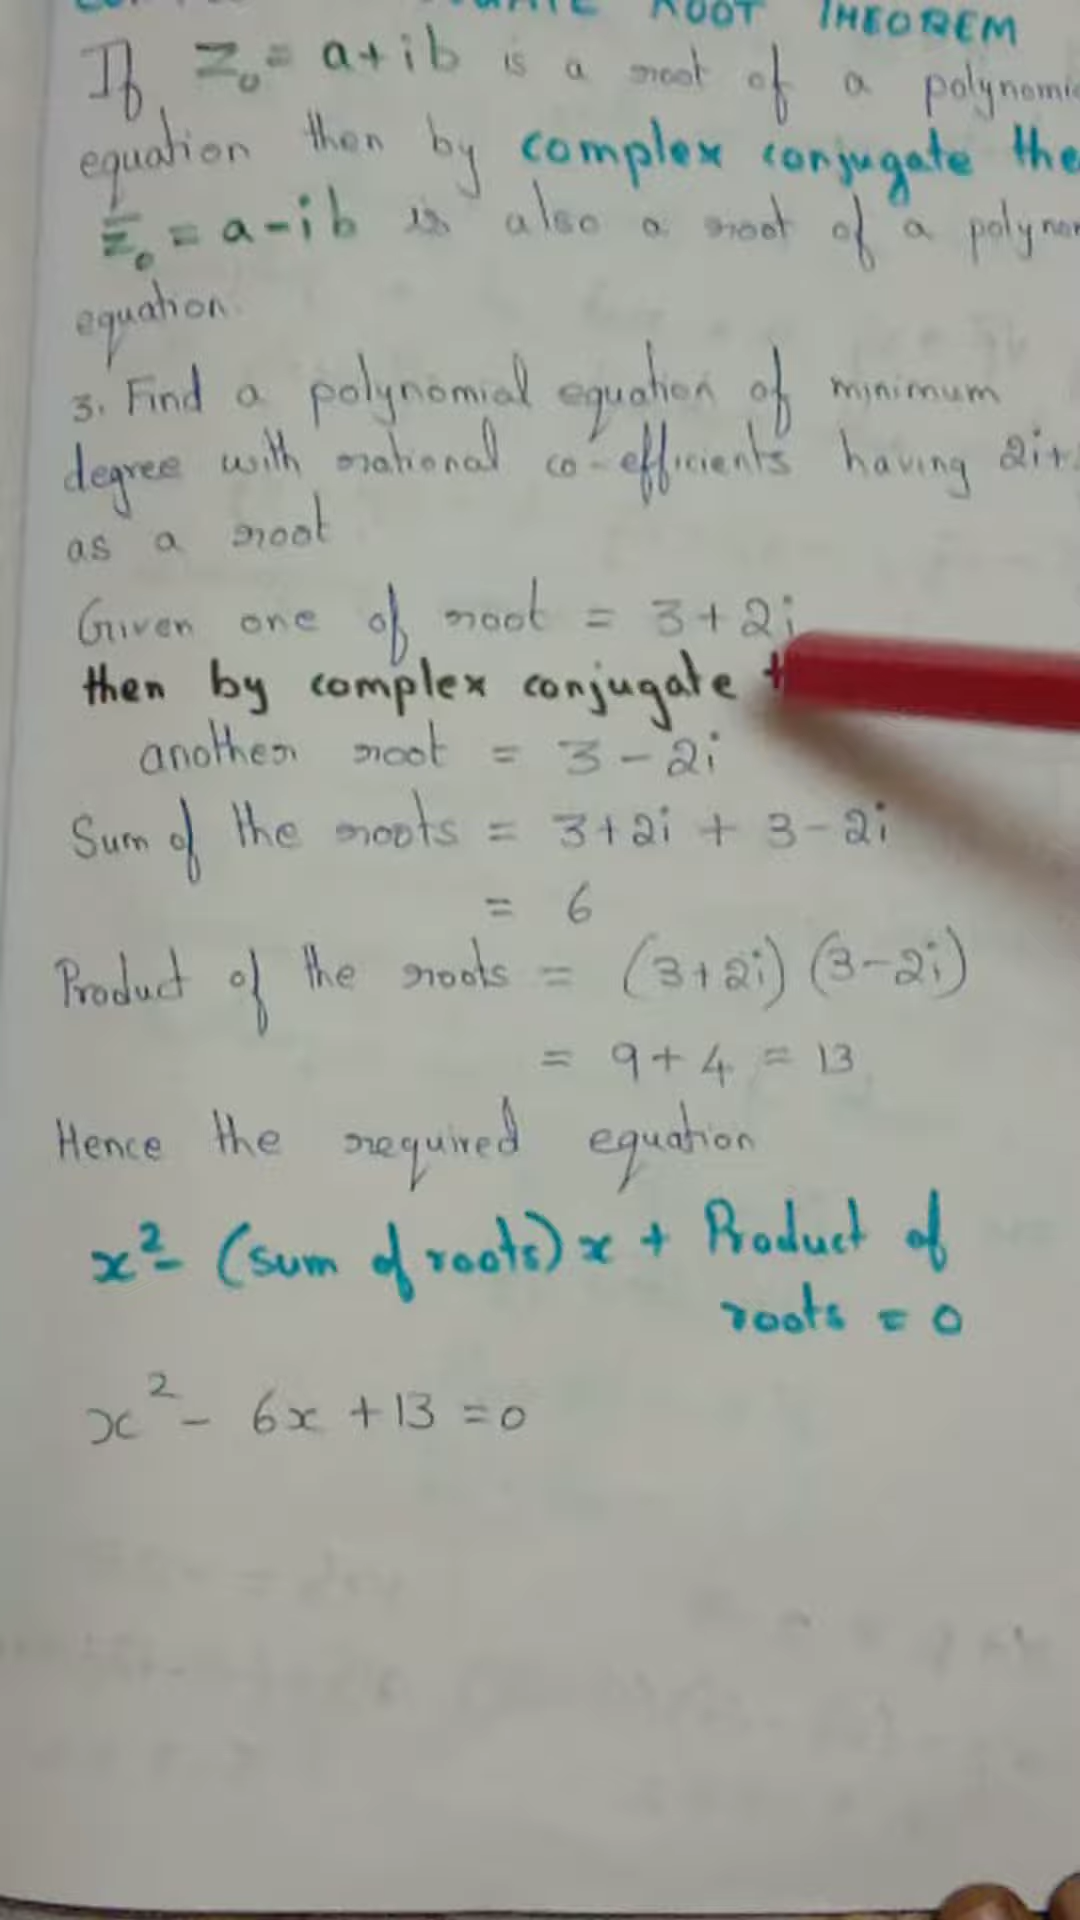 ROOT THEOREM
If z₀ = a+ib is a root of a
equation then by complex conjugate
z̅₀ = a-ib is also a root of a
equation.
3. Find a polynomial equation of minimum
degree with rational co-efficients having 2i+
as a root
Given one of root = 3+2i
then by complex conjugate
another root = 3-2i
Sum of the roots = 3+2i + 3-2i
= 6
Product of the roots = (3+2i) (3-2i)
= 9+4 = 13
Hence the required equation
x² - (sum of roots) x + Product of
roots = 0
x² - 6x +13 =0